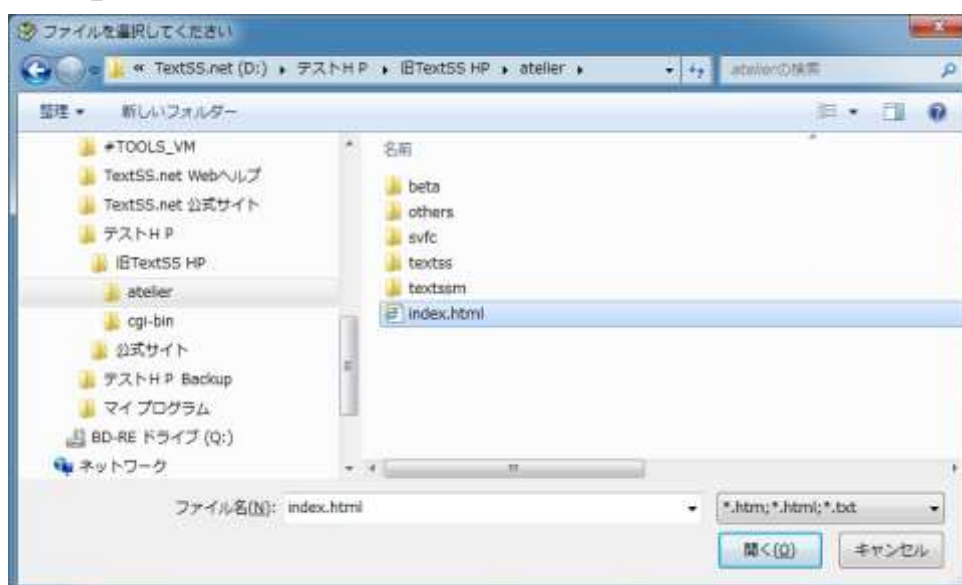 ファイルを選択してください
« TextSS.net (D:) ▸ テストHP ▸ 旧TextSS HP ▸ atelier ▸
atelierの検索
整理 ▾ 新しいフォルダー
#TOOLS_VM
TextSS.net Webヘルプ
TextSS.net 公式サイト
テストHP
旧TextSS HP
atelier
cgi-bin
公式サイト
テストHP Backup
マイ プログラム
BD-RE ドライブ (Q:)
ネットワーク
名前
beta
others
svfc
textss
textssm
index.html
ファイル名(N): index.html
*.htm;*.html;*.txt
開く(O) キャンセル